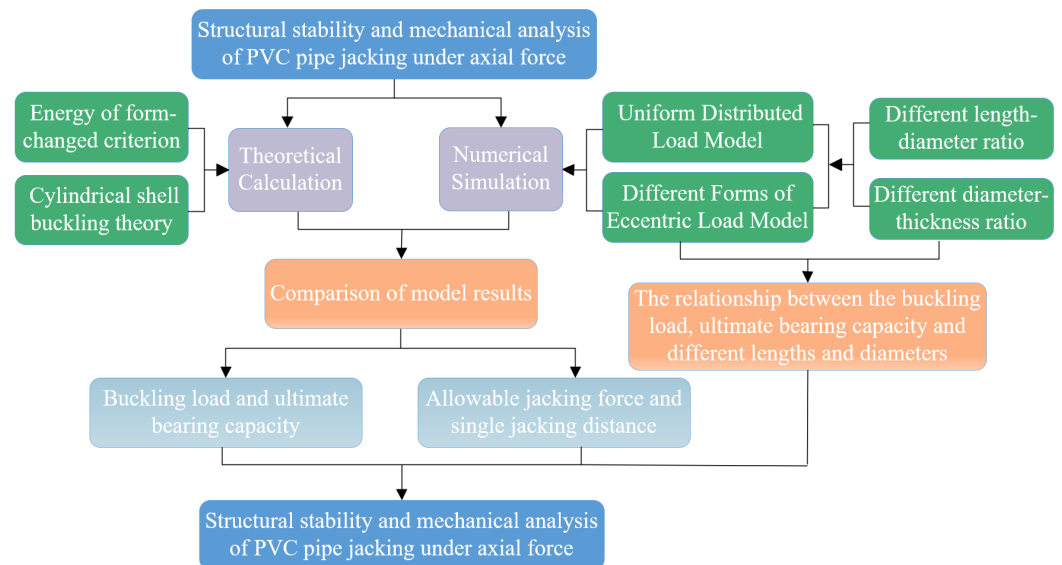 Structural stability and mechanical analysis
of PVC pipe jacking under axial force
Energy of form-
changed criterion
Cylindrical shell
buckling theory
Theoretical
Calculation
Numerical
Simulation
Uniform Distributed
Load Model
Different Forms of
Eccentric Load Model
Different length-
diameter ratio
Different diameter-
thickness ratio
Comparison of model results
The relationship between the buckling
load, ultimate bearing capacity and
different lengths and diameters
Buckling load and ultimate
bearing capacity
Allowable jacking force and
single jacking distance
Structural stability and mechanical analysis
of PVC pipe jacking under axial force